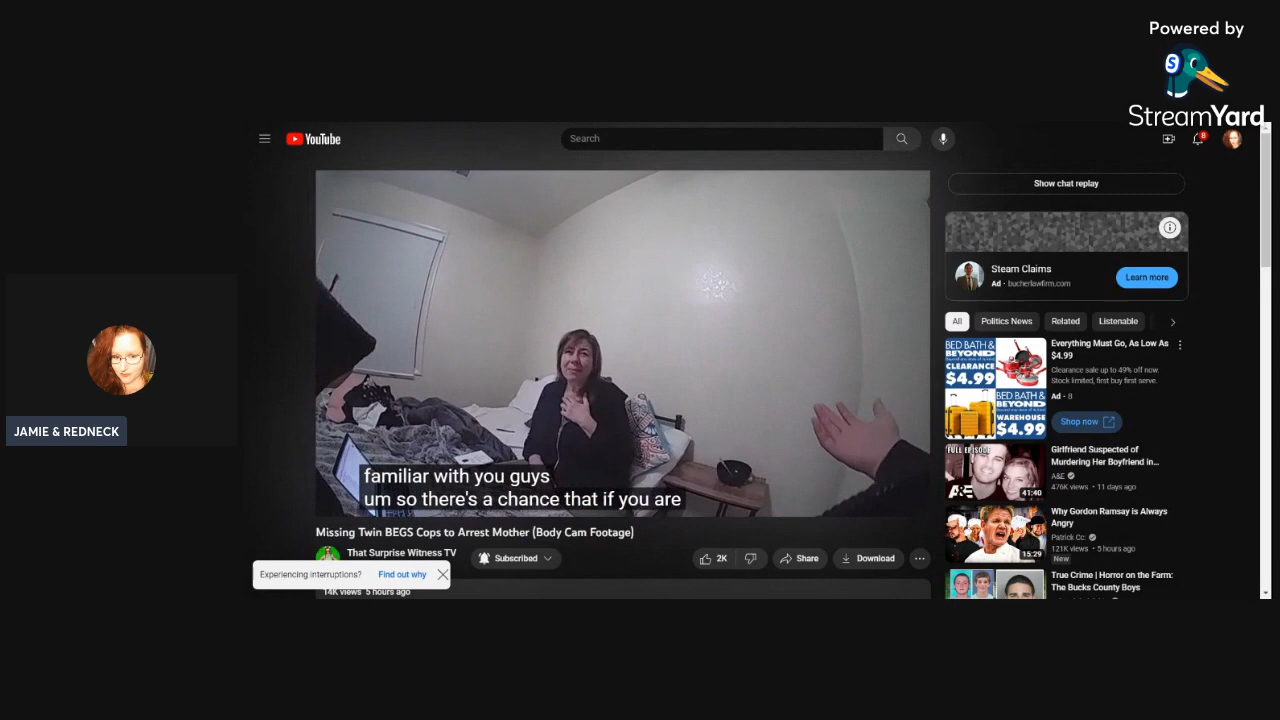 Powered by
StreamYard
YouTube
Search
8
Show chat replay
Steam Claims
Ad · bucherlawfirm.com
Learn more
All
Politics News
Related
Listenable
BED BATH &
BEYOND
CLEARANCE
$4.99
BED BATH &
BEYOND
WAREHOUSE
$4.99
Everything Must Go, As Low As
$4.99
Clearance sale up to 49% off now.
Stock limited, first buy first serve.
Ad · 8
Shop now
FULL EPISODE
A&E
41:40
Girlfriend Suspected of
Murdering Her Boyfriend in...
A&E
476K views · 11 days ago
15:29
Why Gordon Ramsay is Always
Angry
Patrick Cc:
121K views · 5 hours ago
New
True Crime | Horror on the Farm:
The Bucks County Boys
JAMIE & REDNECK
familiar with you guys
um so there's a chance that if you are
Missing Twin BEGS Cops to Arrest Mother (Body Cam Footage)
That Surprise Witness TV
Subscribed
2K
Share
Download
Experiencing interruptions?
Find out why
14K views 5 hours ago